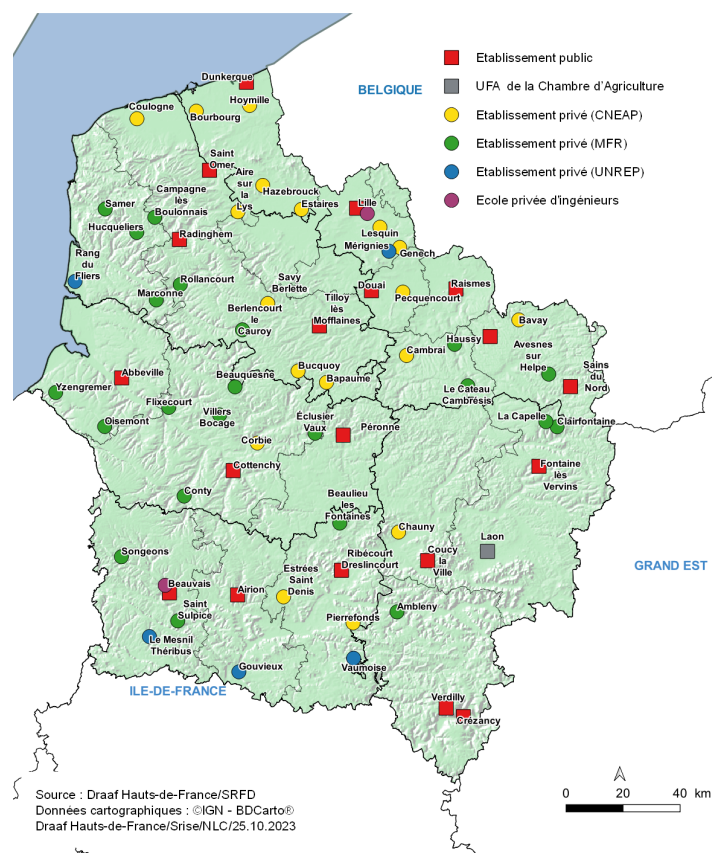 Dunkerque
Hoymille
Coulogne
Bourbourg
BELGIQUE
Etablissement public
UFA de la Chambre d'Agriculture
Etablissement privé (CNEAP)
Etablissement privé (MFR)
Etablissement privé (UNREP)
Ecole privée d'ingénieurs
Saint
Omer
Aire
sur
la
Lys
Hazebrouck
Estaires
Lille
Campagne
lès
Boulonnais
Samer
Hucqueliers
Radinghem
Lesquin
Mérignies
Genech
Rang
du
Fliers
Rollancourt
Marconne
Savy
Berlette
Berlencourt
le
Cauroy
Tilloy
lès
Mofflaines
Douai
Pecquencourt
Raismes
Bavay
Haussy
Cambrai
Avesnes
sur
Helpe
Sains
du
Nord
Le Cateau
Cambrésis
Bucquoy
Bapaume
Abbeville
Beauquesne
Yzengremer
Flixecourt
Villers
Bocage
Oisemont
Corbie
Éclusier
Vaux
Péronne
La Capelle
Clairfontaine
Cottenchy
Fontaine
lès
Vervins
Conty
Beaulieu
les
Fontaines
Chauny
Coucy
la
Ville
Laon
GRAND EST
Songeons
Beauvais
Airion
Estrées
Saint
Denis
Ribécourt
Dreslincourt
Saint
Sulpice
Ambleny
Pierrefonds
Le Mesnil
Théribus
Gouvieux
Vaumoise
ILE-DE-FRANCE
Verdilly
Crézancy
Source : Draaf Hauts-de-France/SRFD
Données cartographiques : ©IGN - BDCarto®
Draaf Hauts-de-France/Srise/NLC/25.10.2023
0 20 40 km